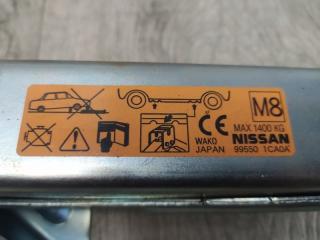 M8
CE
MAX 1400 KG
WAKO
JAPAN
NISSAN
99550 1CA0A